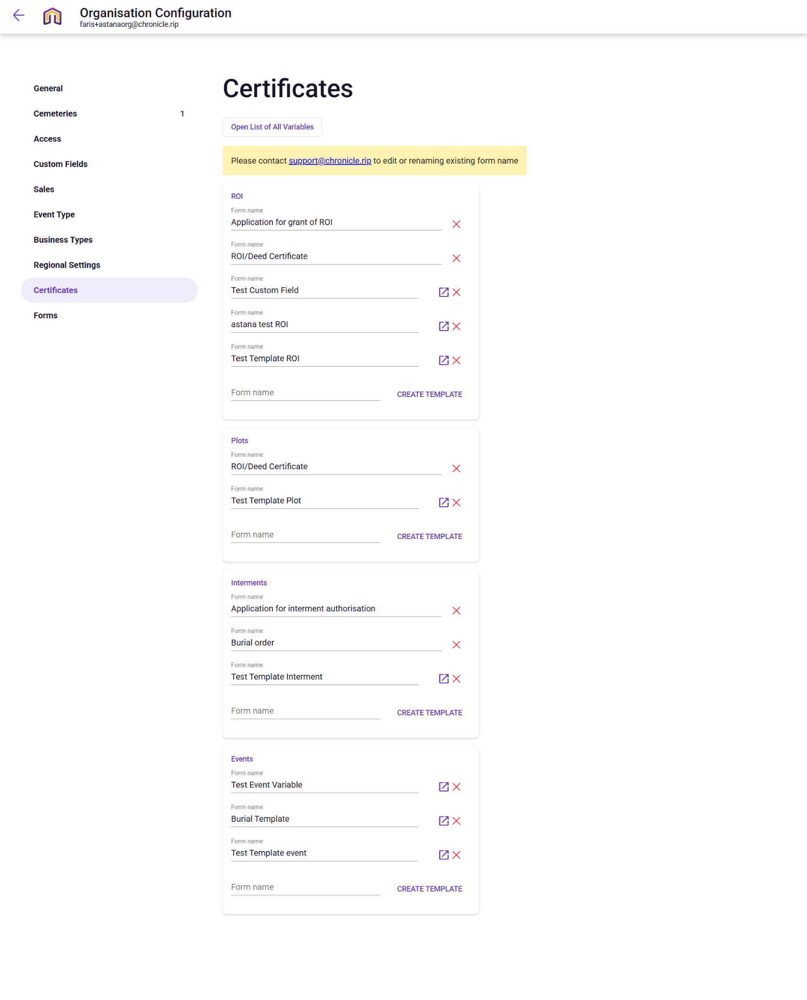 Organisation Configuration
faris+astanaorg@chronicle.rip
General
Cemeteries 1
Access
Custom Fields
Sales
Event Type
Business Types
Regional Settings
Certificates
Forms
Certificates
Open List of All Variables
Please contact support@chronicle.rip to edit or renaming existing form name
ROI
Form name
Application for grant of ROI
Form name
ROI/Deed Certificate
Form name
Test Custom Field
Form name
astana test ROI
Form name
Test Template ROI
Form name CREATE TEMPLATE
Plots
Form name
ROI/Deed Certificate
Form name
Test Template Plot
Form name CREATE TEMPLATE
Interments
Form name
Application for interment authorisation
Form name
Burial order
Form name
Test Template Interment
Form name CREATE TEMPLATE
Events
Form name
Test Event Variable
Form name
Burial Template
Form name
Test Template event
Form name CREATE TEMPLATE